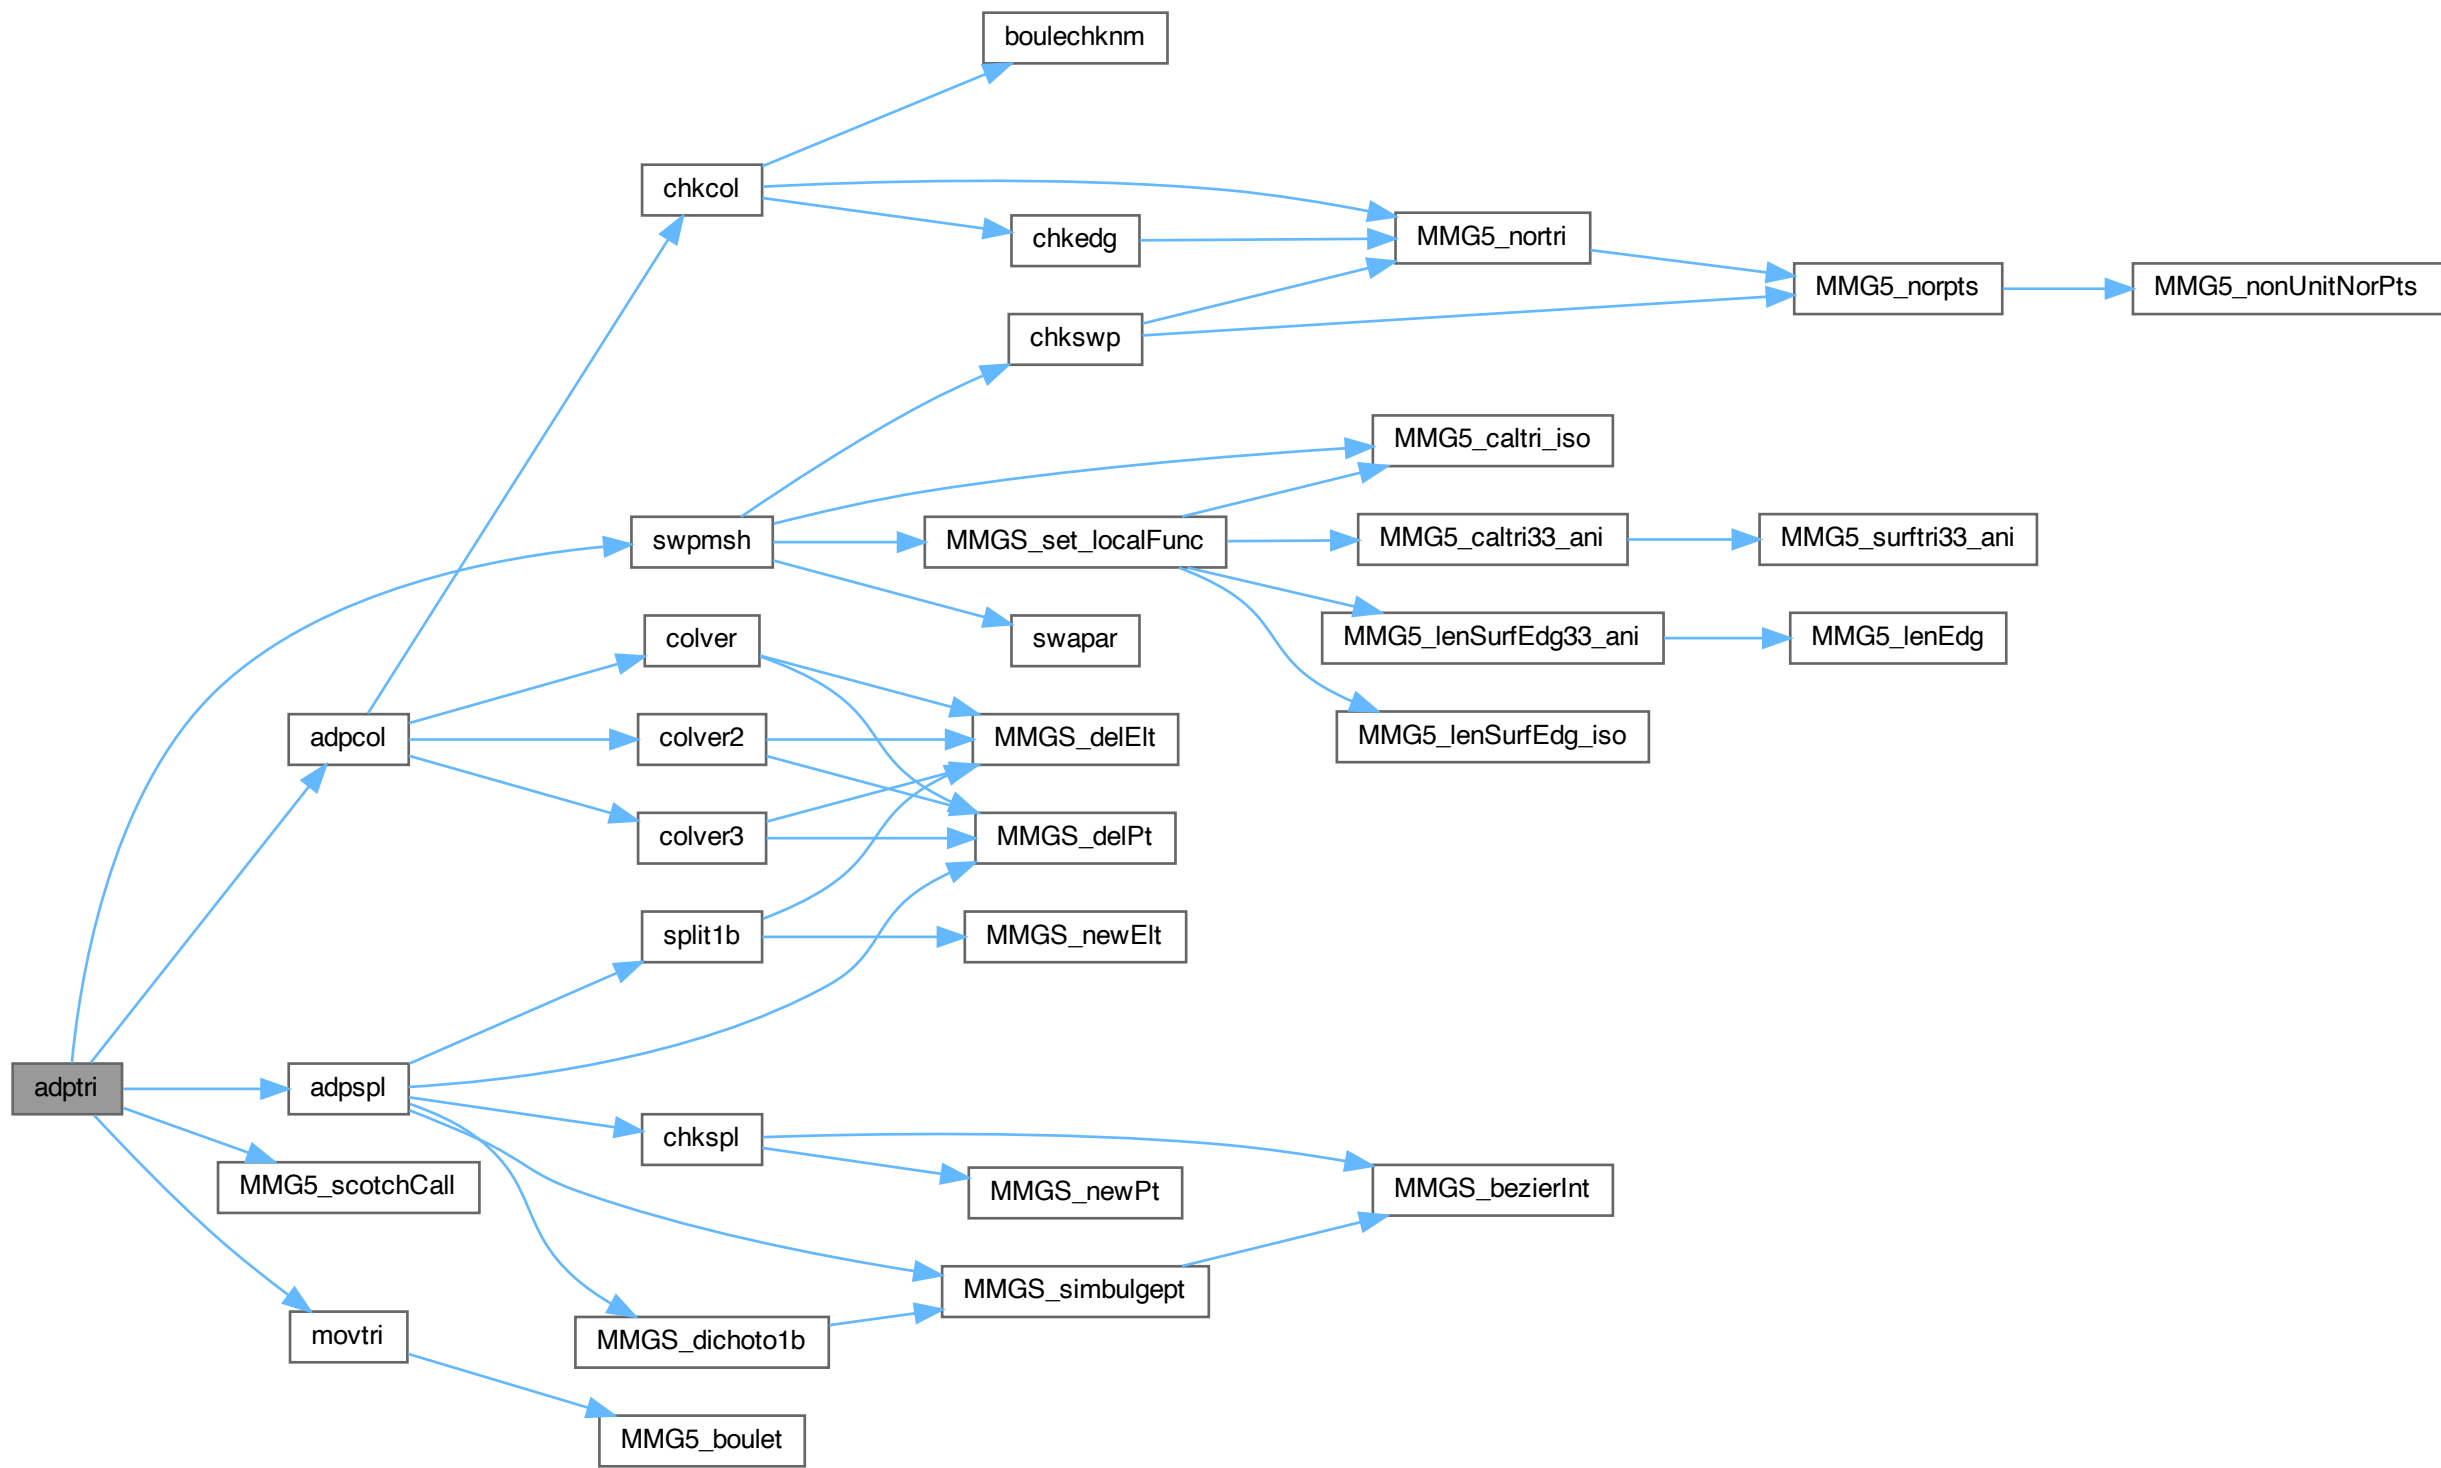 boulechknm
chkcol
chkedg
MMG5_nortri
MMG5_norpts
MMG5_nonUnitNorPts
chkswp
MMG5_caltri_iso
swpmsh
MMGS_set_localFunc
MMG5_caltri33_ani
MMG5_surftri33_ani
colver
swapar
MMG5_lenSurfEdg33_ani
MMG5_lenEdg
adpcol
colver2
MMGS_delElt
MMG5_lenSurfEdg_iso
colver3
MMGS_delPt
split1b
MMGS_newElt
adptri
adpspl
chkspl
MMG5_scotchCall
MMGS_newPt
MMGS_bezierInt
MMGS_simbulgept
movtri
MMGS_dichoto1b
MMG5_boulet